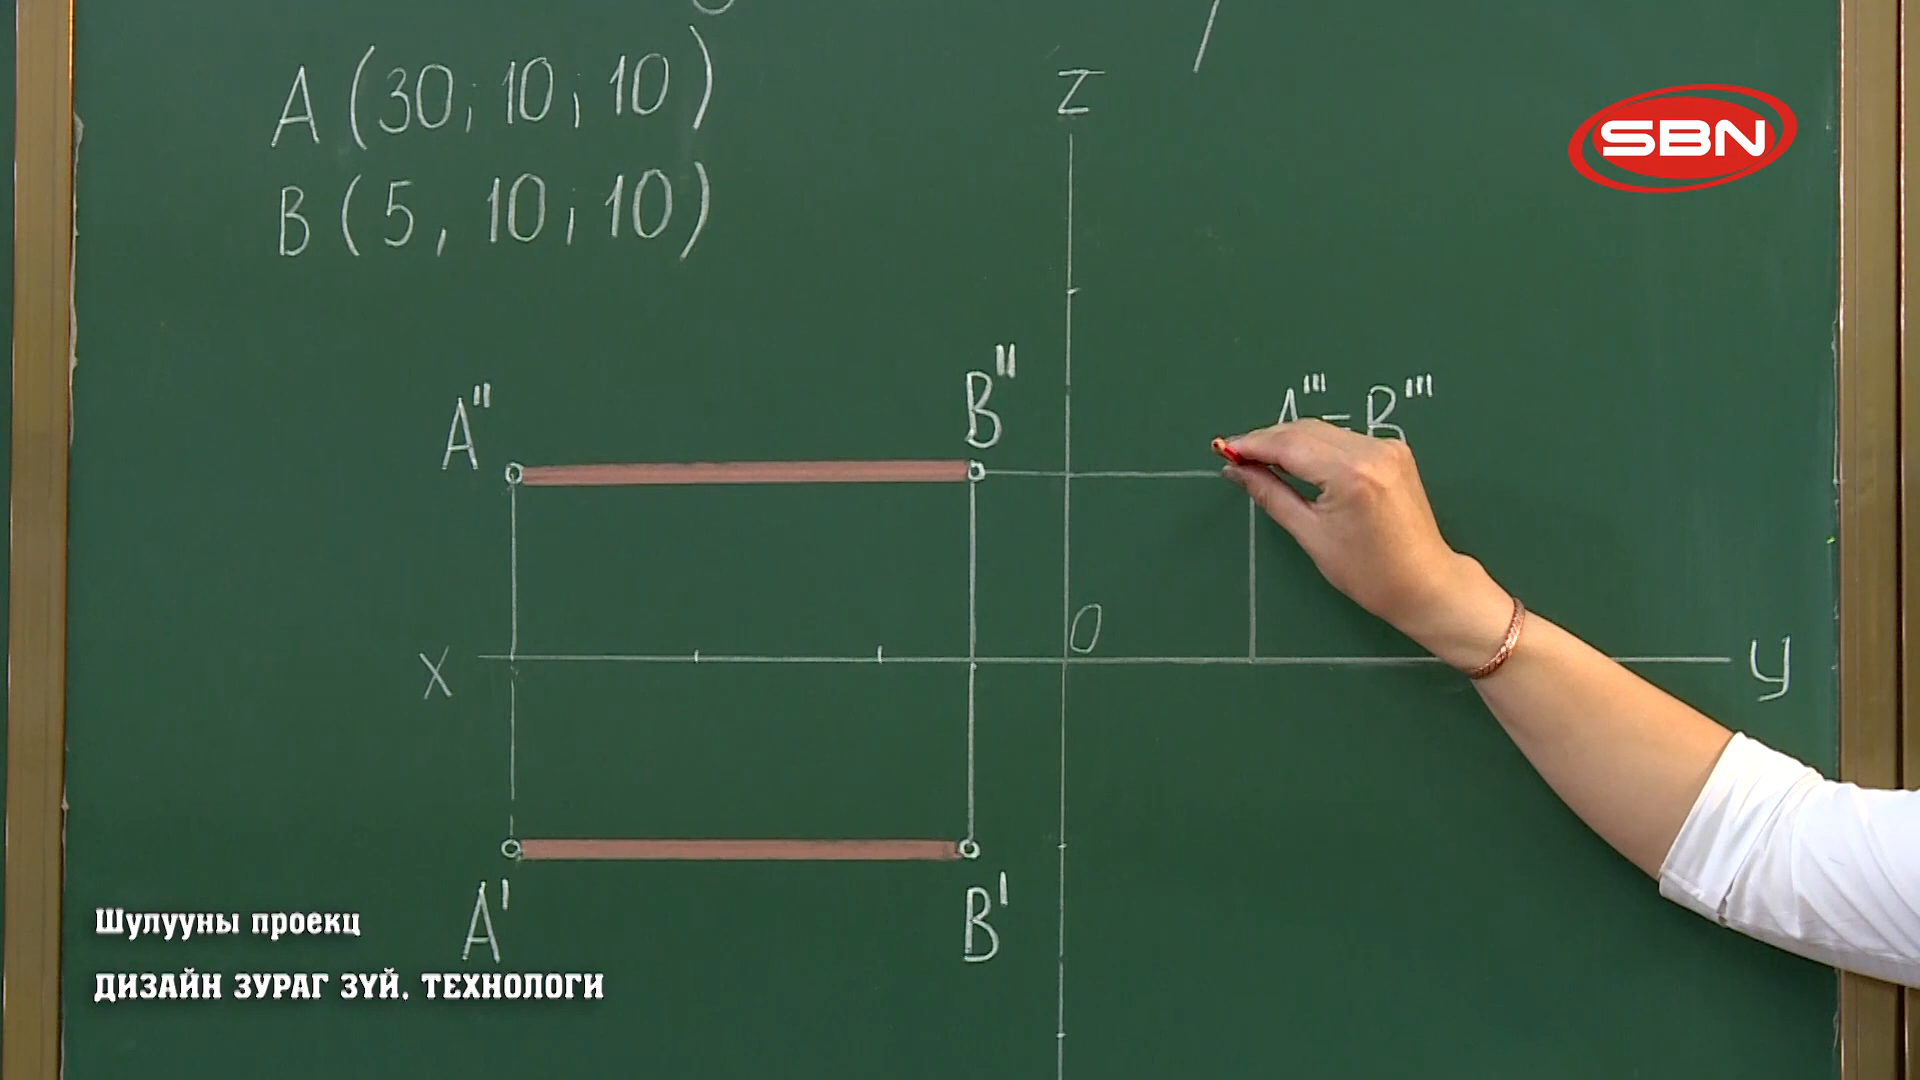 A (30; 10; 10)
B (5, 10; 10)
SBN
z
A" B" A''' = B'''
x 0 y
A' B'
Шулууны проекц
ДИЗАЙН ЗУРАГ ЗҮЙ. ТЕХНОЛОГИ